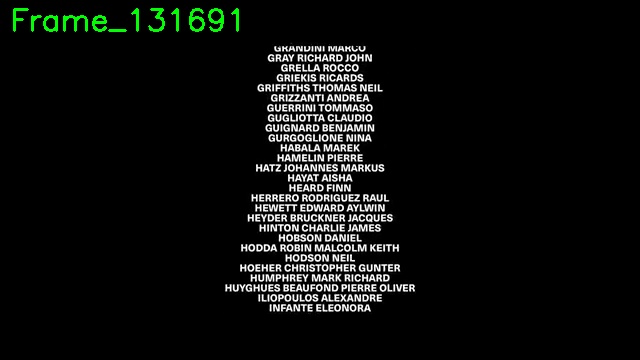 Frame_131691
GRANDINI MARCO
GRAY RICHARD JOHN
GRELLA ROCCO
GRIEKIS RICARDS
GRIFFITHS THOMAS NEIL
GRIZZANTI ANDREA
GUERRINI TOMMASO
GUGLIOTTA CLAUDIO
GUIGNARD BENJAMIN
GURGOGLIONE NINA
HABALA MAREK
HAMELIN PIERRE
HATZ JOHANNES MARKUS
HAYAT AISHA
HEARD FINN
HERRERO RODRIGUEZ RAUL
HEWETT EDWARD AYLWIN
HEYDER BRUCKNER JACQUES
HINTON CHARLIE JAMES
HOBSON DANIEL
HODDA ROBIN MALCOLM KEITH
HODSON NEIL
HOEHER CHRISTOPHER GUNTER
HUMPHREY MARK RICHARD
HUYGHUES BEAUFOND PIERRE OLIVER
ILIOPOULOS ALEXANDRE
INFANTE ELEONORA